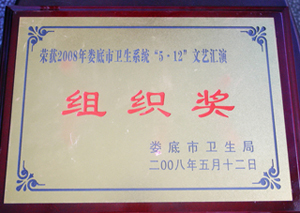 荣获2008年娄底市卫生系统“5·12”文艺汇演
组织奖
娄底市卫生局
二00八年五月十二日